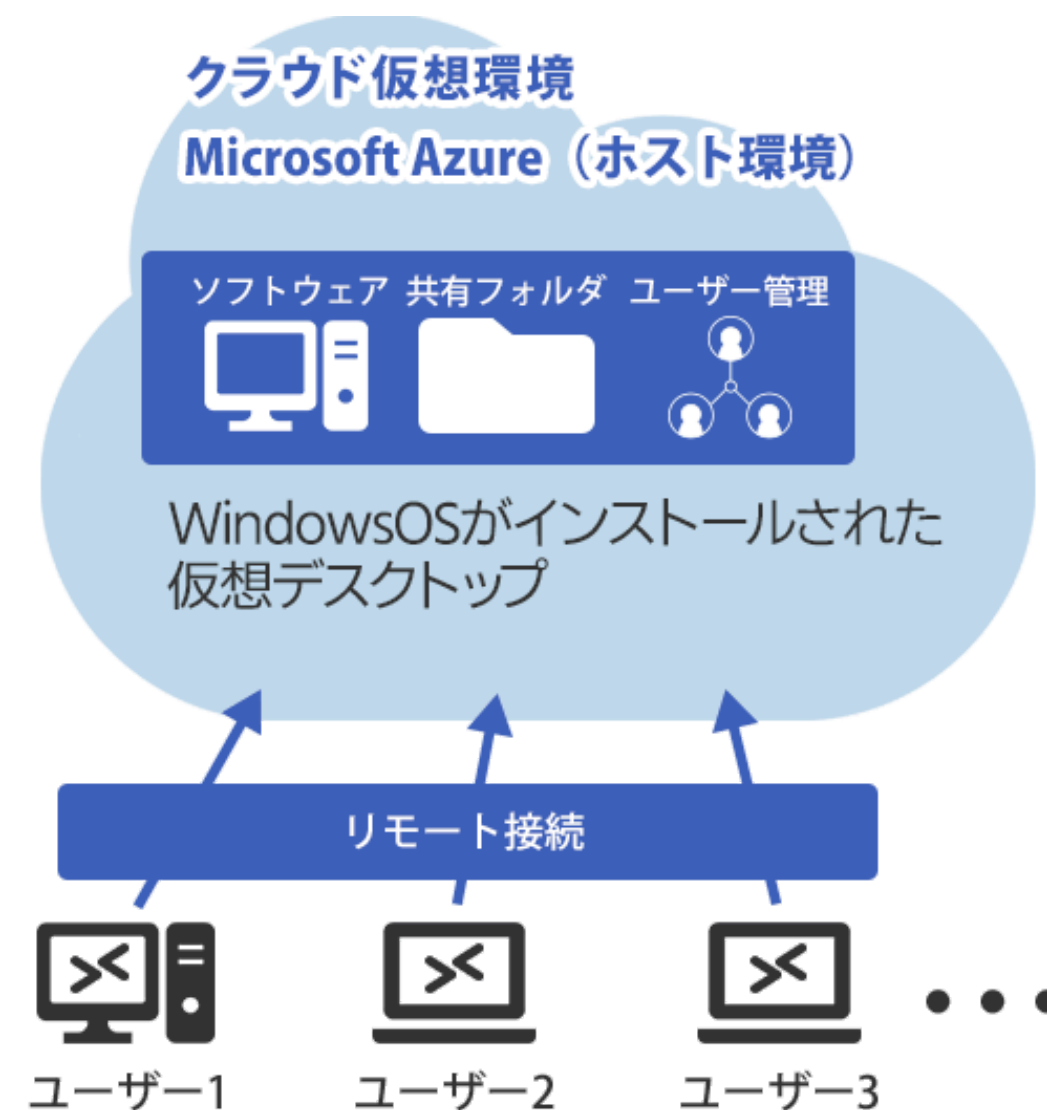 クラウド仮想環境
Microsoft Azure（ホスト環境）
ソフトウェア 共有フォルダ ユーザー管理
WindowsOSがインストールされた
仮想デスクトップ
リモート接続
ユーザー1 ユーザー2 ユーザー3